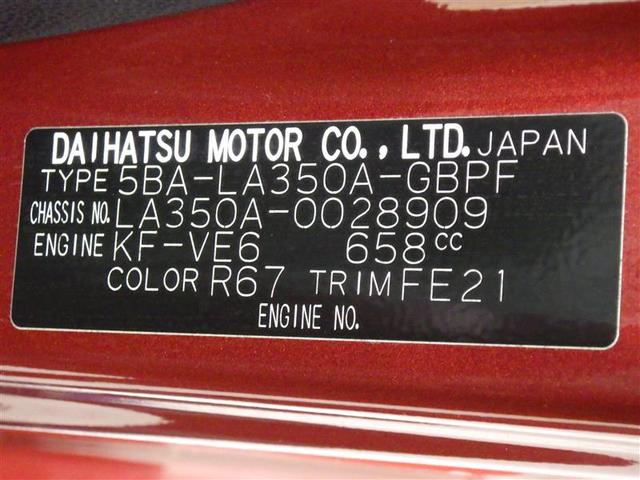 DAIHATSU MOTOR CO., LTD. JAPAN
TYPE 5BA-LA350A-GBPF
CHASSIS NO. LA350A-0028909
ENGINE KF-VE6 658cc
COLOR R67 TRIM FE21
ENGINE NO.